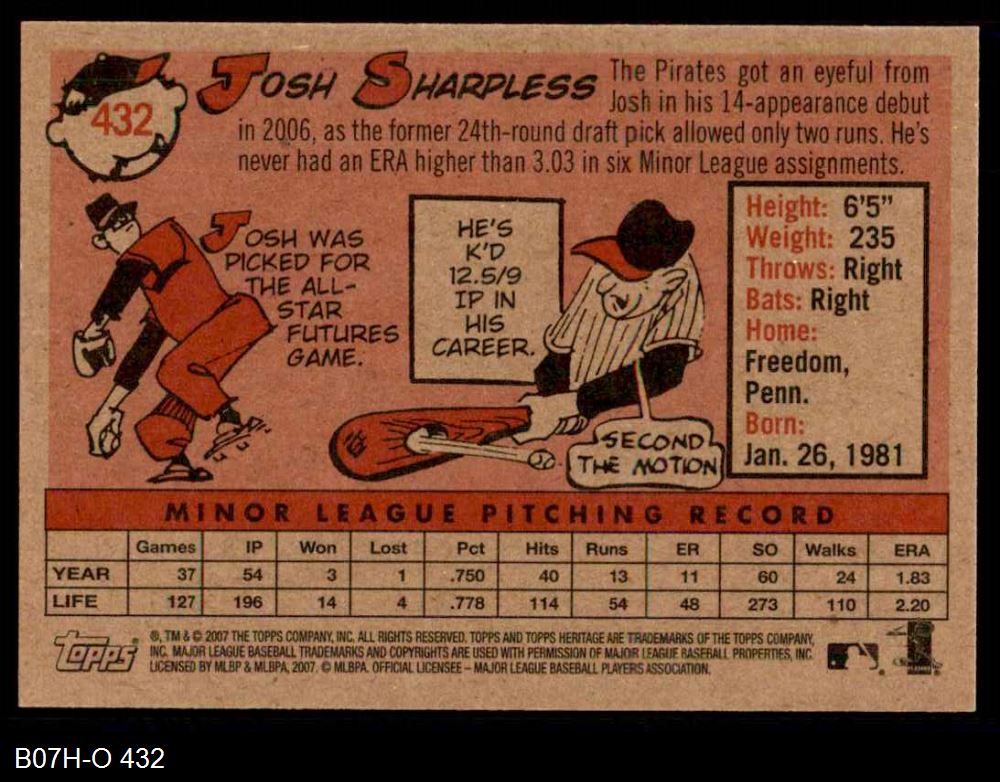 432
JOSH SHARPLESS
The Pirates got an eyeful from
Josh in his 14-appearance debut
in 2006, as the former 24th-round draft pick allowed only two runs. He's
never had an ERA higher than 3.03 in six Minor League assignments.
JOSH WAS
PICKED FOR
THE ALL-
STAR
FUTURES
GAME.
HE'S
K'D
12.5/9
IP IN
HIS
CAREER.
SECOND
THE MOTION
Height: 6'5"
Weight: 235
Throws: Right
Bats: Right
Home:
Freedom,
Penn.
Born:
Jan. 26, 1981
MINOR LEAGUE PITCHING RECORD
Games IP Won Lost Pct Hits Runs ER SO Walks ERA
YEAR 37 54 3 1 .750 40 13 11 60 24 1.83
LIFE 127 196 14 4 .778 114 54 48 273 110 2.20
Topps
®, TM & © 2007 THE TOPPS COMPANY, INC. ALL RIGHTS RESERVED. TOPPS AND TOPPS HERITAGE ARE TRADEMARKS OF THE TOPPS COMPANY,
INC. MAJOR LEAGUE BASEBALL TRADEMARKS AND COPYRIGHTS ARE USED WITH PERMISSION OF MAJOR LEAGUE BASEBALL PROPERTIES, INC.
LICENSED BY MLBP & MLBPA, 2007. © MLBPA. OFFICIAL LICENSEE – MAJOR LEAGUE BASEBALL PLAYERS ASSOCIATION.
B07H-O 432